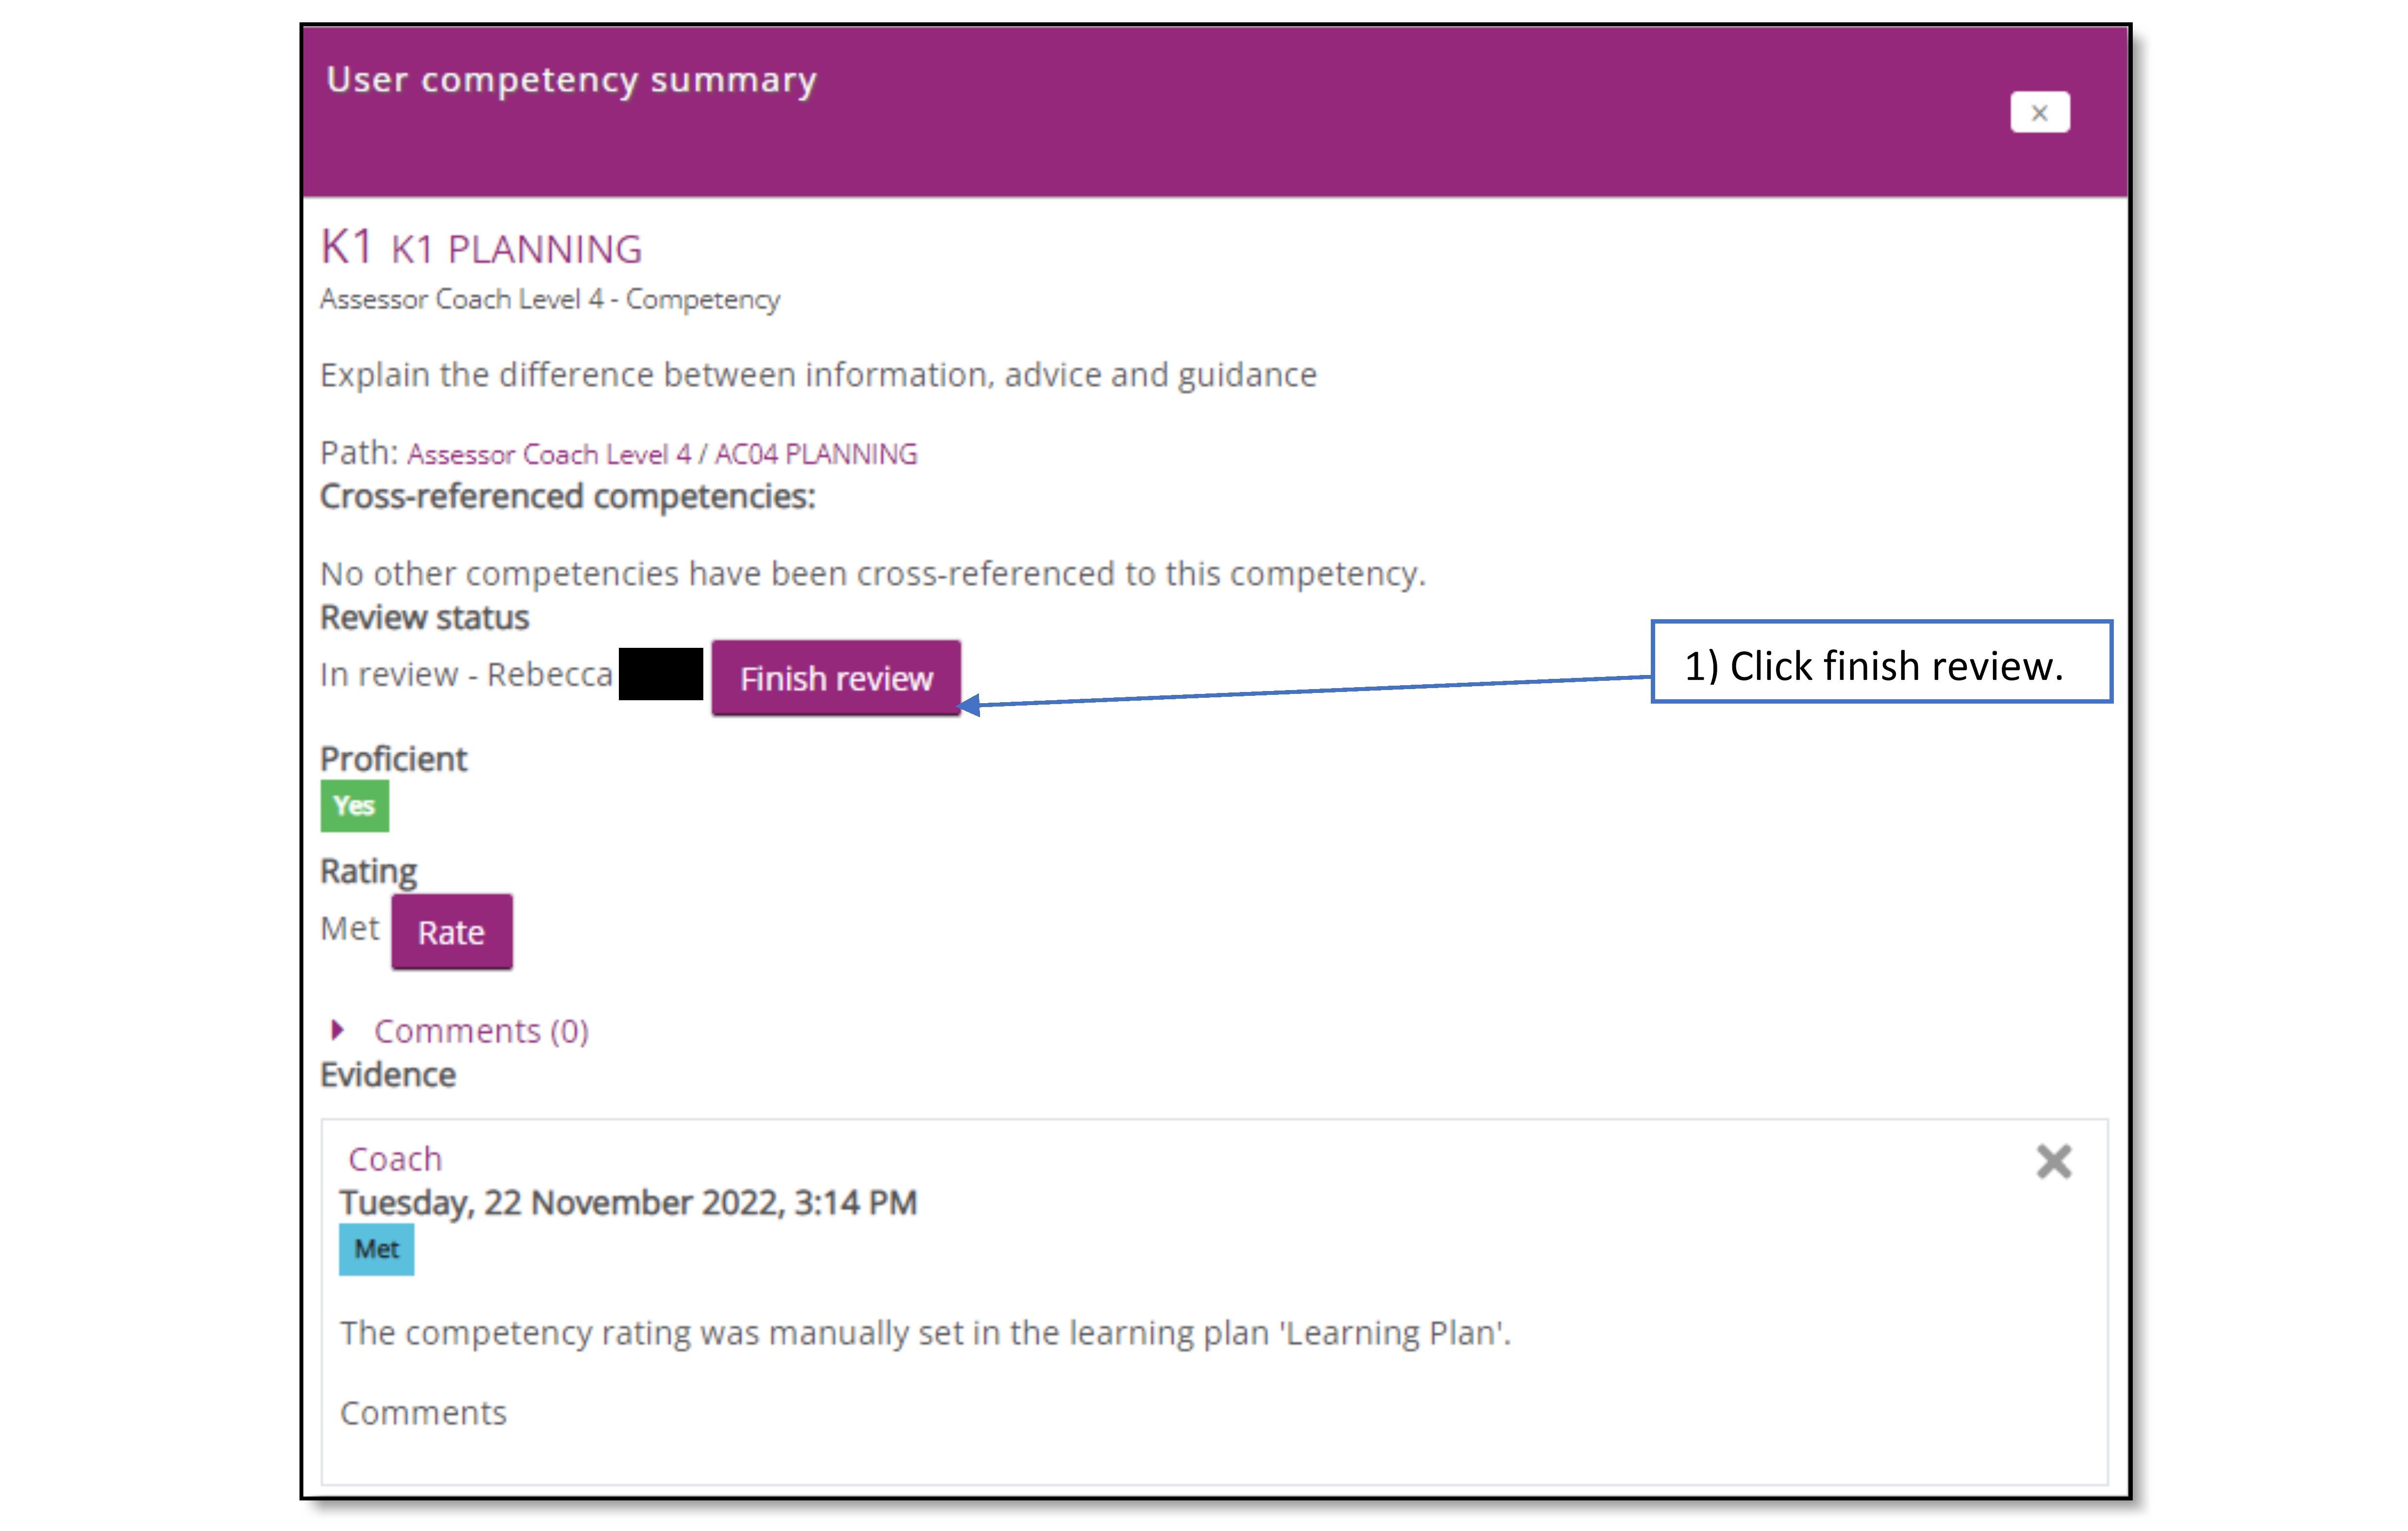 User competency summary
×
K1 K1 PLANNING
Assessor Coach Level 4 - Competency
Explain the difference between information, advice and guidance
Path: Assessor Coach Level 4 / AC04 PLANNING
Cross-referenced competencies:
No other competencies have been cross-referenced to this competency.
Review status
In review - Rebecca Finish review
1) Click finish review.
Proficient
Yes
Rating
Met Rate
Comments (0)
Evidence
Coach
Tuesday, 22 November 2022, 3:14 PM
Met
The competency rating was manually set in the learning plan 'Learning Plan'.
Comments